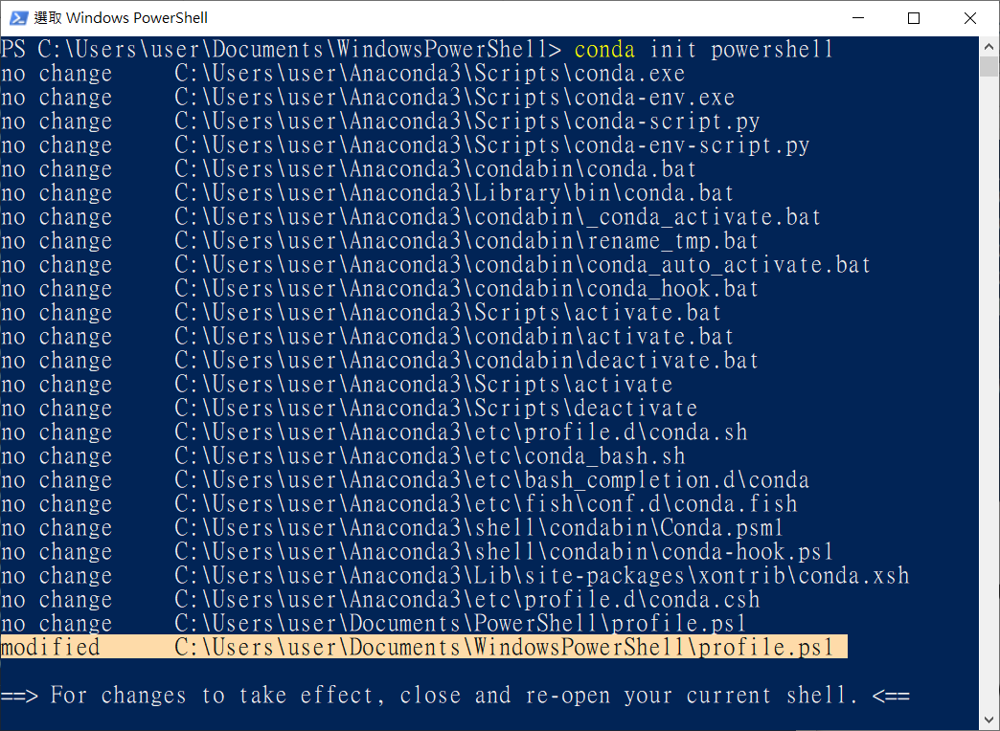 選取 Windows PowerShell
PS C:\Users\user\Documents\WindowsPowerShell> conda init powershell
no change     C:\Users\user\Anaconda3\Scripts\conda.exe
no change     C:\Users\user\Anaconda3\Scripts\conda-env.exe
no change     C:\Users\user\Anaconda3\Scripts\conda-script.py
no change     C:\Users\user\Anaconda3\Scripts\conda-env-script.py
no change     C:\Users\user\Anaconda3\condabin\conda.bat
no change     C:\Users\user\Anaconda3\Library\bin\conda.bat
no change     C:\Users\user\Anaconda3\condabin\_conda_activate.bat
no change     C:\Users\user\Anaconda3\condabin\rename_tmp.bat
no change     C:\Users\user\Anaconda3\condabin\conda_auto_activate.bat
no change     C:\Users\user\Anaconda3\condabin\conda_hook.bat
no change     C:\Users\user\Anaconda3\Scripts\activate.bat
no change     C:\Users\user\Anaconda3\condabin\activate.bat
no change     C:\Users\user\Anaconda3\condabin\deactivate.bat
no change     C:\Users\user\Anaconda3\Scripts\activate
no change     C:\Users\user\Anaconda3\Scripts\deactivate
no change     C:\Users\user\Anaconda3\etc\profile.d\conda.sh
no change     C:\Users\user\Anaconda3\etc\conda_bash.sh
no change     C:\Users\user\Anaconda3\etc\bash_completion.d\conda
no change     C:\Users\user\Anaconda3\etc\fish\conf.d\conda.fish
no change     C:\Users\user\Anaconda3\shell\condabin\Conda.psm1
no change     C:\Users\user\Anaconda3\shell\condabin\conda-hook.ps1
no change     C:\Users\user\Anaconda3\Lib\site-packages\xontrib\conda.xsh
no change     C:\Users\user\Anaconda3\etc\profile.d\conda.csh
no change     C:\Users\user\Documents\PowerShell\profile.ps1
modified      C:\Users\user\Documents\WindowsPowerShell\profile.ps1
==> For changes to take effect, close and re-open your current shell. <==